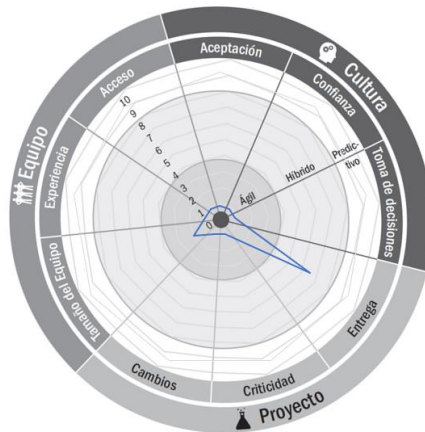 Equipo
Cultura
Proyecto
Acceso
Aceptación
Confianza
Toma de decisiones
Entrega
Criticidad
Cambios
Tamaño del Equipo
Experiencia
10
9
8
7
6
5
4
3
2
1
0
Ágil
Híbrido
Predic-
tivo